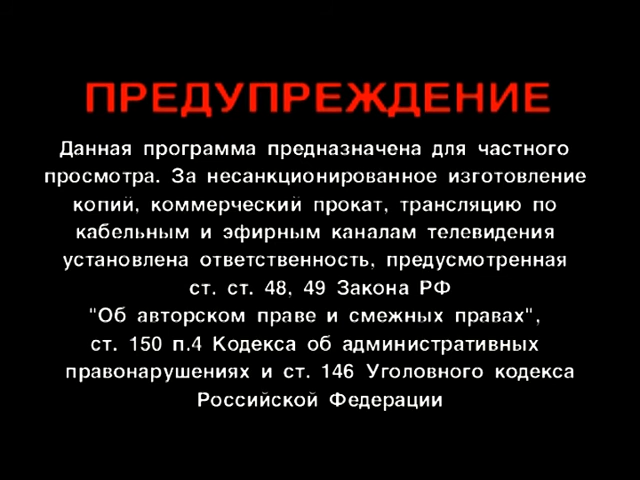 ПРЕДУПРЕЖДЕНИЕ
Данная программа предназначена для частного
просмотра. За несанкционированное изготовление
копий, коммерческий прокат, трансляцию по
кабельным и эфирным каналам телевидения
установлена ответственность, предусмотренная
ст. ст. 48, 49 Закона РФ
"Об авторском праве и смежных правах",
ст. 150 п.4 Кодекса об административных
правонарушениях и ст. 146 Уголовного кодекса
Российской Федерации